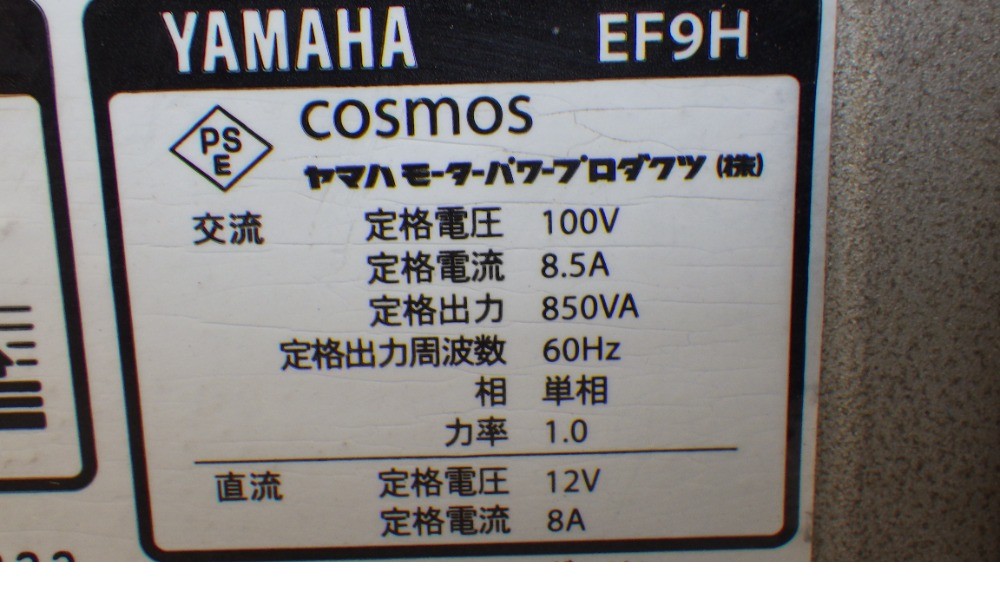 YAMAHA EF9H
PSE
cosmos
ヤマハモーターパワープロダクツ(株)
交流 定格電圧 100V
定格電流 8.5A
定格出力 850VA
定格出力周波数 60Hz
相 単相
力率 1.0
直流 定格電圧 12V
定格電流 8A